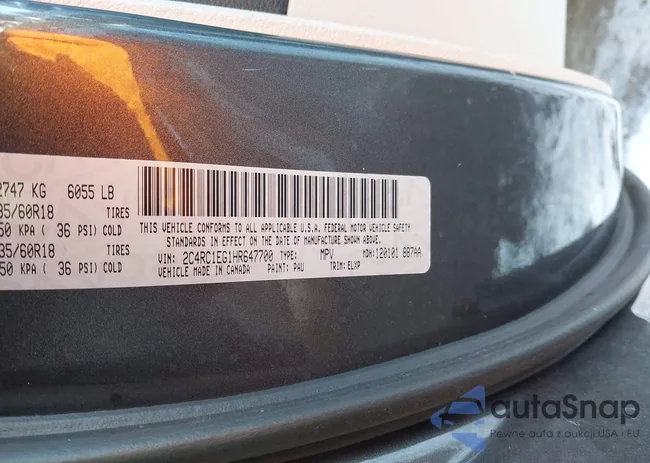 2747 KG 6055 LB
35/60R18 TIRES
50 KPA ( 36 PSI) COLD
35/60R18 TIRES
50 KPA ( 36 PSI) COLD
THIS VEHICLE CONFORMS TO ALL APPLICABLE U.S.A. FEDERAL MOTOR VEHICLE SAFETY
STANDARDS IN EFFECT ON THE DATE OF MANUFACTURE SHOWN ABOVE.
VIN: 2C4RC1EG1HR647700 TYPE: MPV MDH:120101 887AA
VEHICLE MADE IN CANADA PAINT: PAU TRIM: ELXP
autaSnap
Pewne auta z aukcji USA i EU